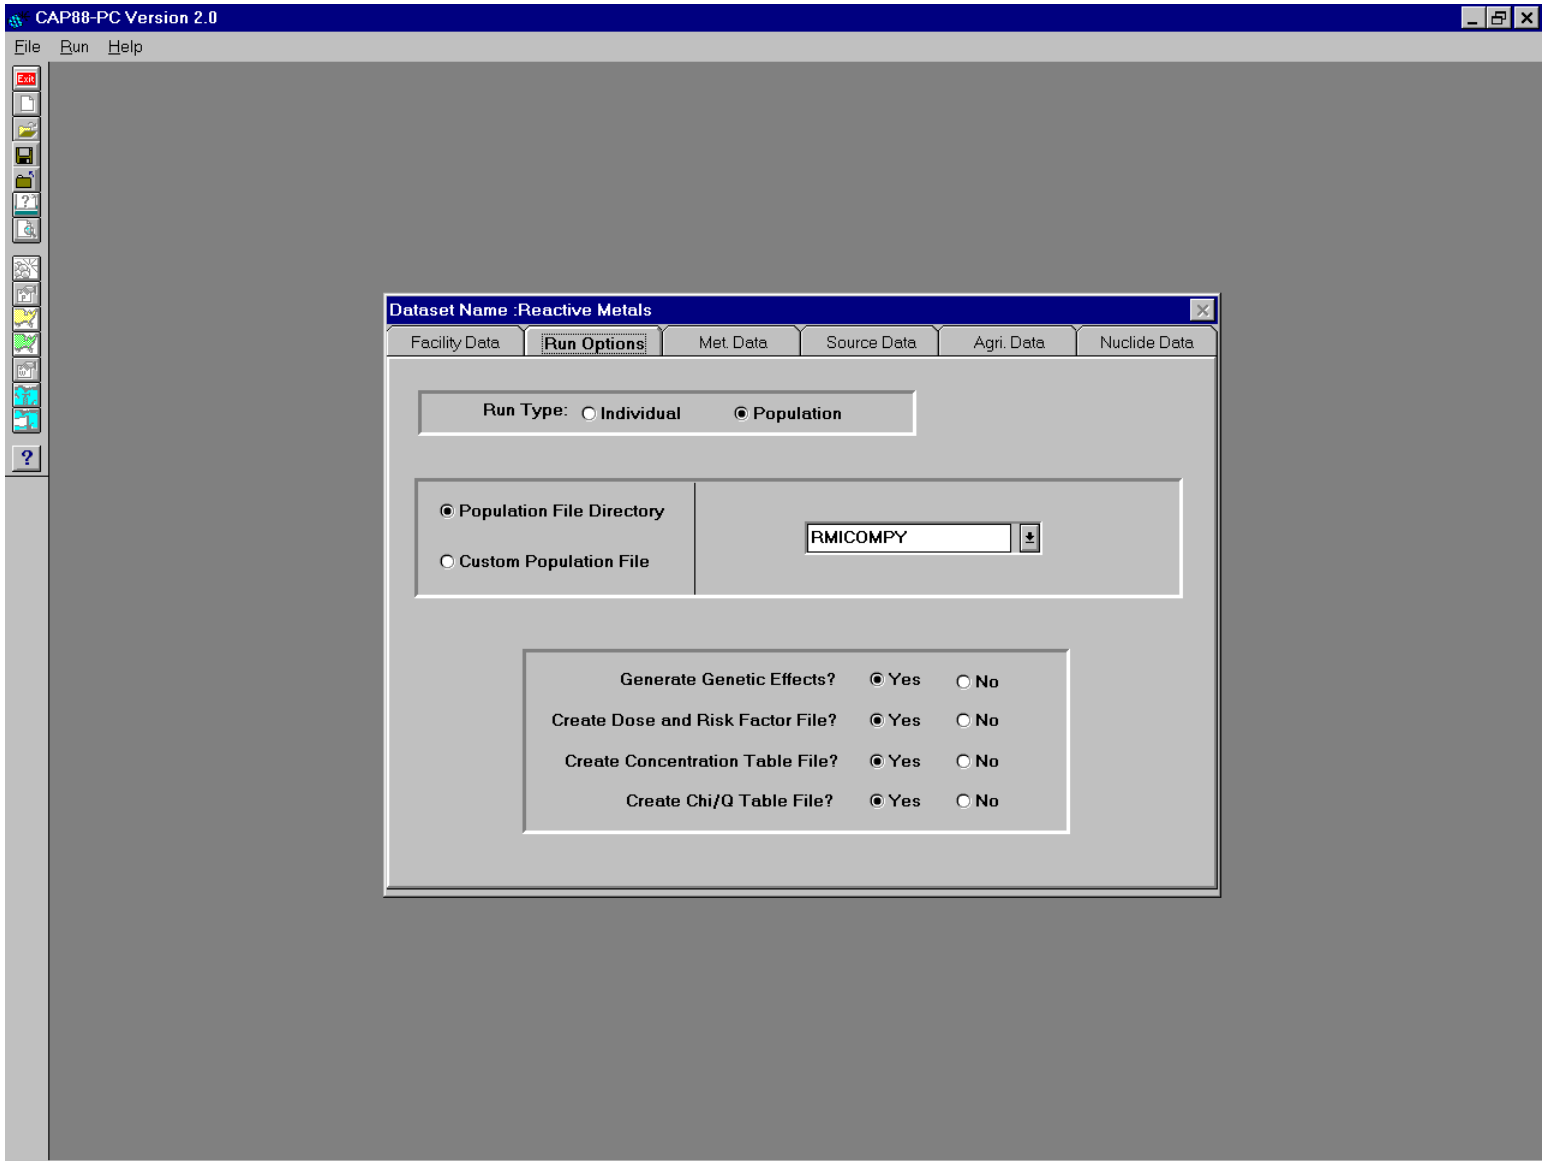 CAP88-PC Version 2.0
File Run Help
Exit
Dataset Name :Reactive Metals
Facility Data Run Options Met. Data Source Data Agri. Data Nuclide Data
Run Type: Individual Population
Population File Directory
RMICOMPY
Custom Population File
Generate Genetic Effects? Yes No
Create Dose and Risk Factor File? Yes No
Create Concentration Table File? Yes No
Create Chi/Q Table File? Yes No
?